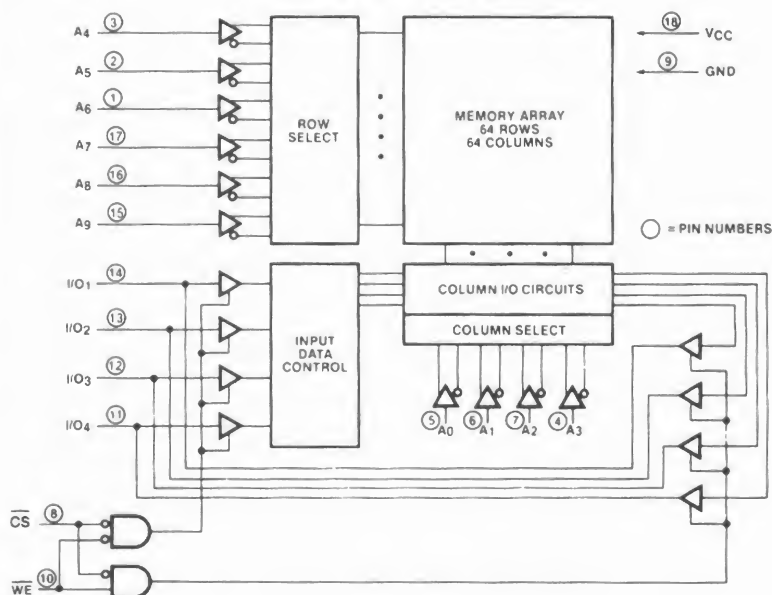 A4 3
A5 2
A6 1
A7 17
A8 16
A9 15
ROW
SELECT
MEMORY ARRAY
64 ROWS
64 COLUMNS
18 VCC
9 GND
= PIN NUMBERS
I/O1 14
I/O2 13
I/O3 12
I/O4 11
INPUT
DATA
CONTROL
COLUMN I/O CIRCUITS
COLUMN SELECT
5 A0 6 A1 7 A2 4 A3
CS 8
WE 10